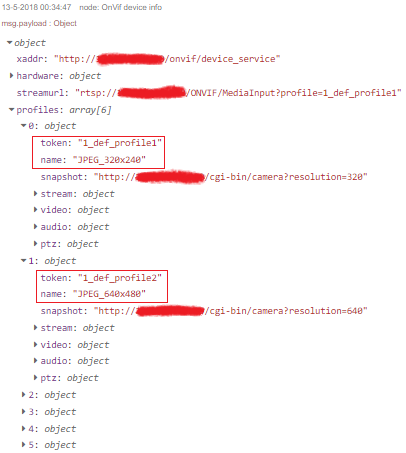 13-5-2018 00:34:47 node: OnVif device info
msg.payload : Object
object
xaddr: "http:/ /onvif/device_service"
hardware: object
streamurl: "rtsp:/ /ONVIF/MediaInput?profile=1_def_profile1"
profiles: array[6]
0: object
token: "1_def_profile1"
name: "JPEG_320x240"
snapshot: "http:/ /cgi-bin/camera?resolution=320"
stream: object
video: object
audio: object
ptz: object
1: object
token: "1_def_profile2"
name: "JPEG_640x480"
snapshot: "http:/ /cgi-bin/camera?resolution=640"
stream: object
video: object
audio: object
ptz: object
2: object
3: object
4: object
5: object